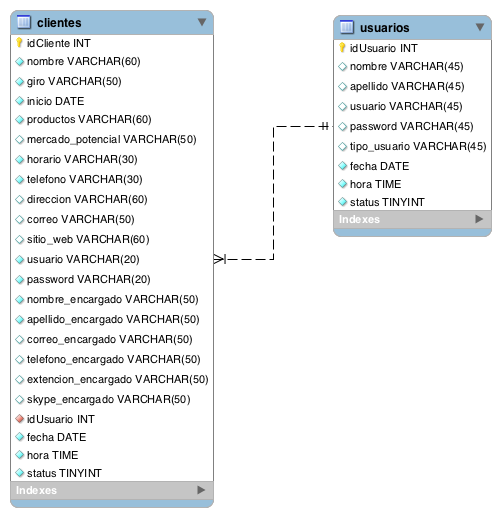 clientes
idCliente INT
nombre VARCHAR(60)
giro VARCHAR(50)
inicio DATE
productos VARCHAR(60)
mercado_potencial VARCHAR(50)
horario VARCHAR(30)
telefono VARCHAR(30)
direccion VARCHAR(60)
correo VARCHAR(50)
sitio_web VARCHAR(60)
usuario VARCHAR(20)
password VARCHAR(20)
nombre_encargado VARCHAR(50)
apellido_encargado VARCHAR(50)
correo_encargado VARCHAR(50)
telefono_encargado VARCHAR(50)
extencion_encargado VARCHAR(50)
skype_encargado VARCHAR(50)
idUsuario INT
fecha DATE
hora TIME
status TINYINT
Indexes
usuarios
idUsuario INT
nombre VARCHAR(45)
apellido VARCHAR(45)
usuario VARCHAR(45)
password VARCHAR(45)
tipo_usuario VARCHAR(45)
fecha DATE
hora TIME
status TINYINT
Indexes